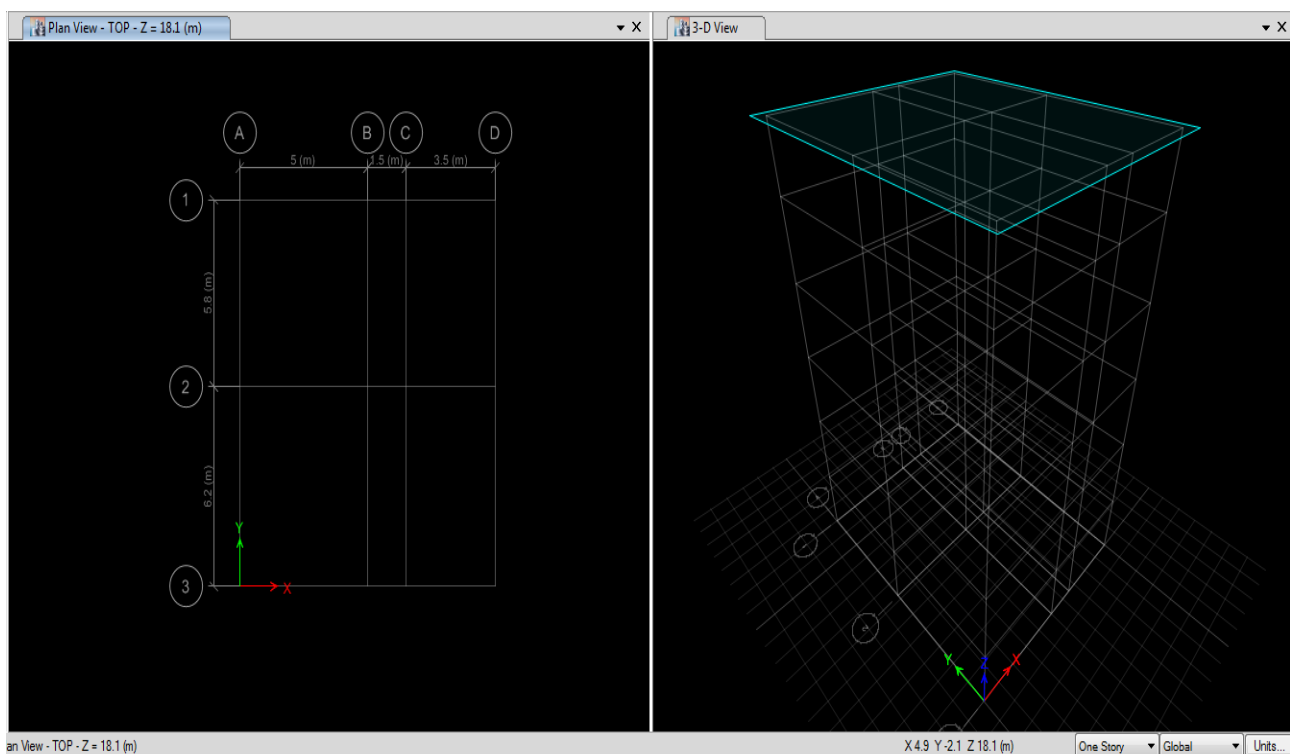 Plan View - TOP - Z = 18.1 (m)
A B C D
5 (m) 1.5 (m) 3.5 (m)
1
5.8 (m)
2
6.2 (m)
3
Y
X
3-D View
2
Y Z X
an View - TOP - Z = 18.1 (m)
X 4.9 Y -2.1 Z 18.1 (m)
One Story
Global
Units...